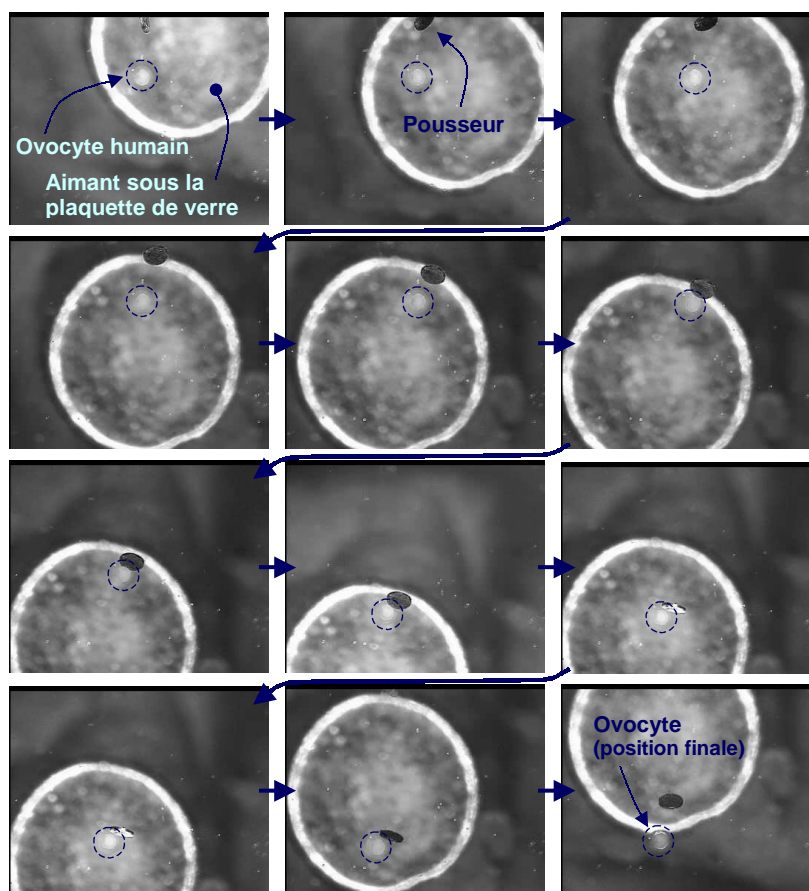 Ovocyte humain
Aimant sous la
plaquette de verre
Pousseur
Ovocyte
(position finale)